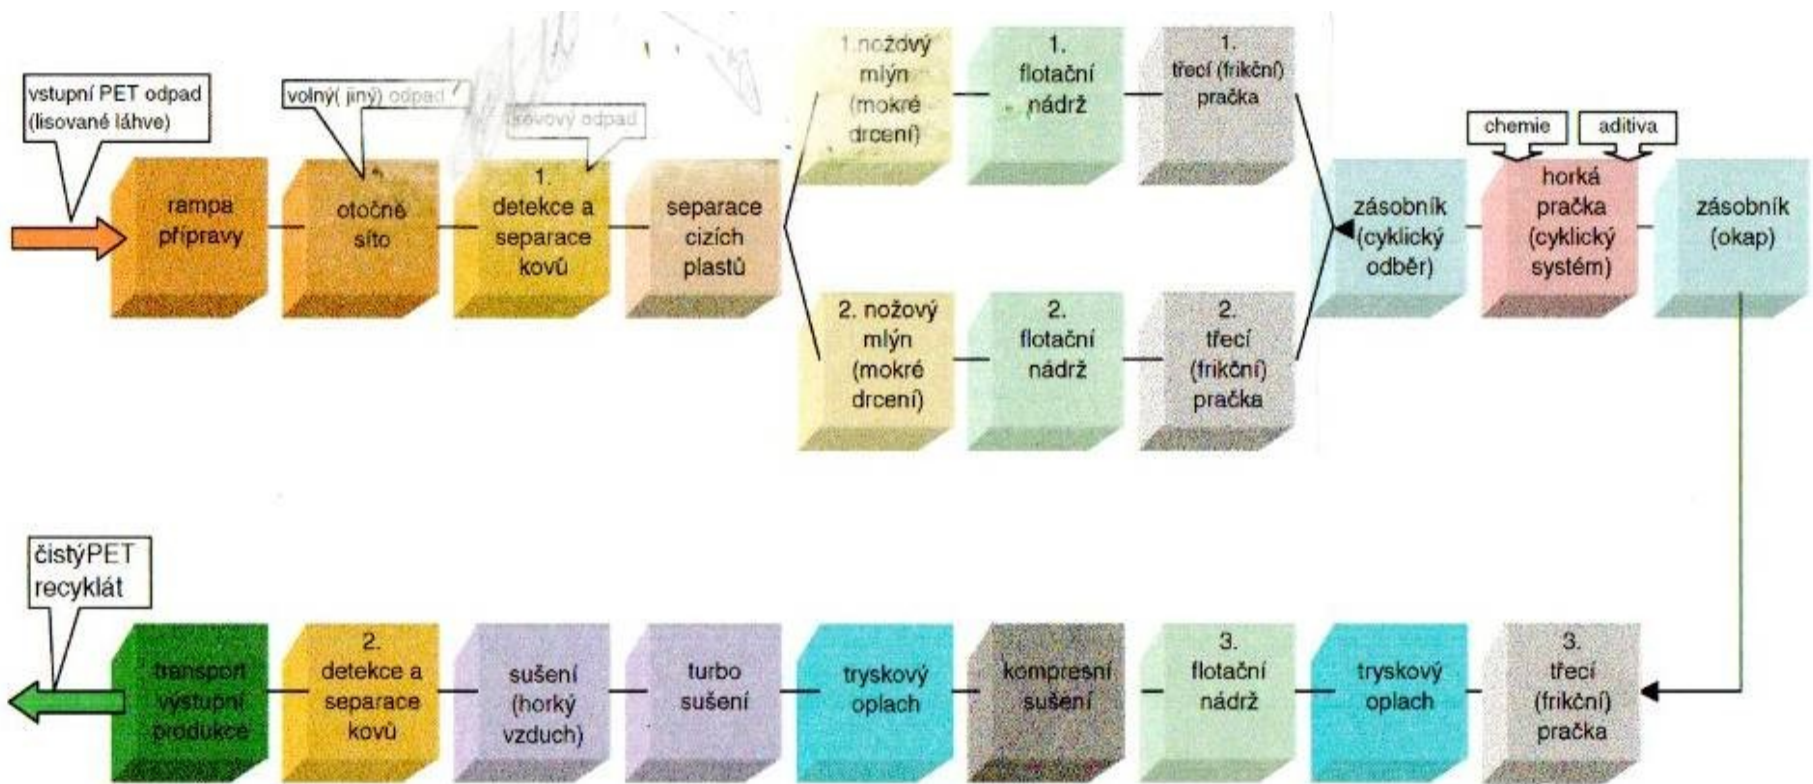 vstupní PET odpad
(lisované láhve)
volný( jiný) odpad
kovový odpad
rampa
přípravy
otočné
síto
1.
detekce a
separace
kovů
separace
cizích
plastů
1.nožový
mlýn
(mokré
drcení)
1.
flotační
nádrž
1.
třecí (frikční)
pračka
2. nožový
mlýn
(mokré
drcení)
2.
flotační
nádrž
2.
třecí
(frikční)
pračka
zásobník
(cyklický
odběr)
chemie
aditiva
horká
pračka
(cyklický
systém)
zásobník
(okap)
čistýPET
recyklát
transport
výstupní
produkce
2.
detekce a
separace
kovů
sušení
(horký
vzduch)
turbo
sušení
tryskový
oplach
kompresní
sušení
3.
flotační
nádrž
tryskový
oplach
3.
třecí
(frikční)
pračka